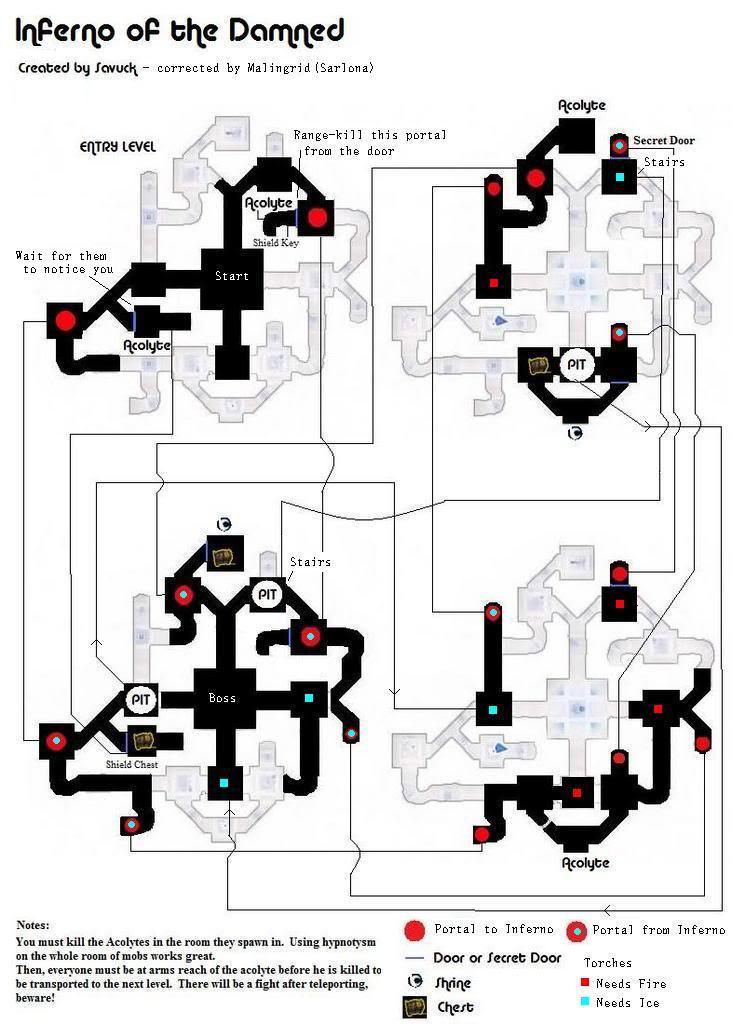 Inferno of the Damned
Created by Savuck - corrected by Malingrid(Sarlona)
ENTRY LEVEL
Range-kill this portal
from the door
Acolyte
Shield Key
Wait for them
to notice you
Start
Acolyte
Acolyte
Secret Door
Stairs
PIT
Stairs
PIT
Boss
PIT
Shield Chest
Acolyte
Notes:
You must kill the Acolytes in the room they spawn in. Using hypnotysm
on the whole room of mobs works great.
Then, everyone must be at arms reach of the acolyte before he is killed to
be transported to the next level. There will be a fight after teleporting,
beware!
Portal to Inferno
Portal from Inferno
Door or Secret Door
Shrine
Chest
Torches
Needs Fire
Needs Ice